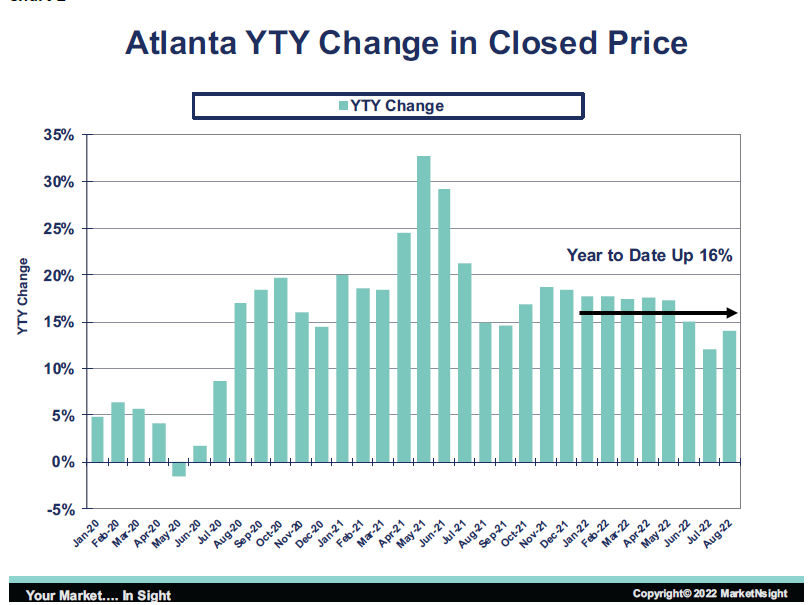 Atlanta YTY Change in Closed Price
YTY Change
35%
30%
25%
20%
15%
10%
5%
0%
-5%
YTY Change
Year to Date Up 16%
Jan-20
Feb-20
Mar-20
Apr-20
May-20
Jun-20
Jul-20
Aug-20
Sep-20
Oct-20
Nov-20
Dec-20
Jan-21
Feb-21
Mar-21
Apr-21
May-21
Jun-21
Jul-21
Aug-21
Sep-21
Oct-21
Nov-21
Dec-21
Jan-22
Feb-22
Mar-22
Apr-22
May-22
Jun-22
Jul-22
Aug-22
Your Market.... In Sight
Copyright© 2022 MarketNsight